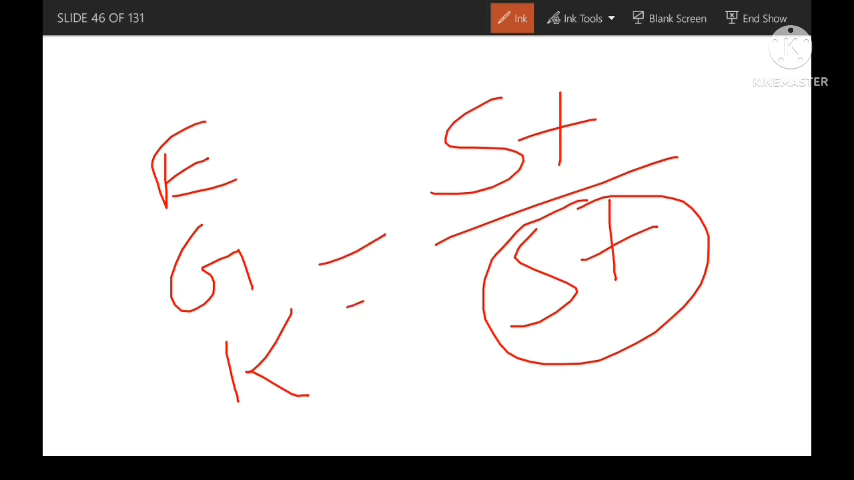 SLIDE 46 OF 131
Ink
Ink Tools
Blank Screen
End Show
K
KINEMASTER
E
G = St / St
K